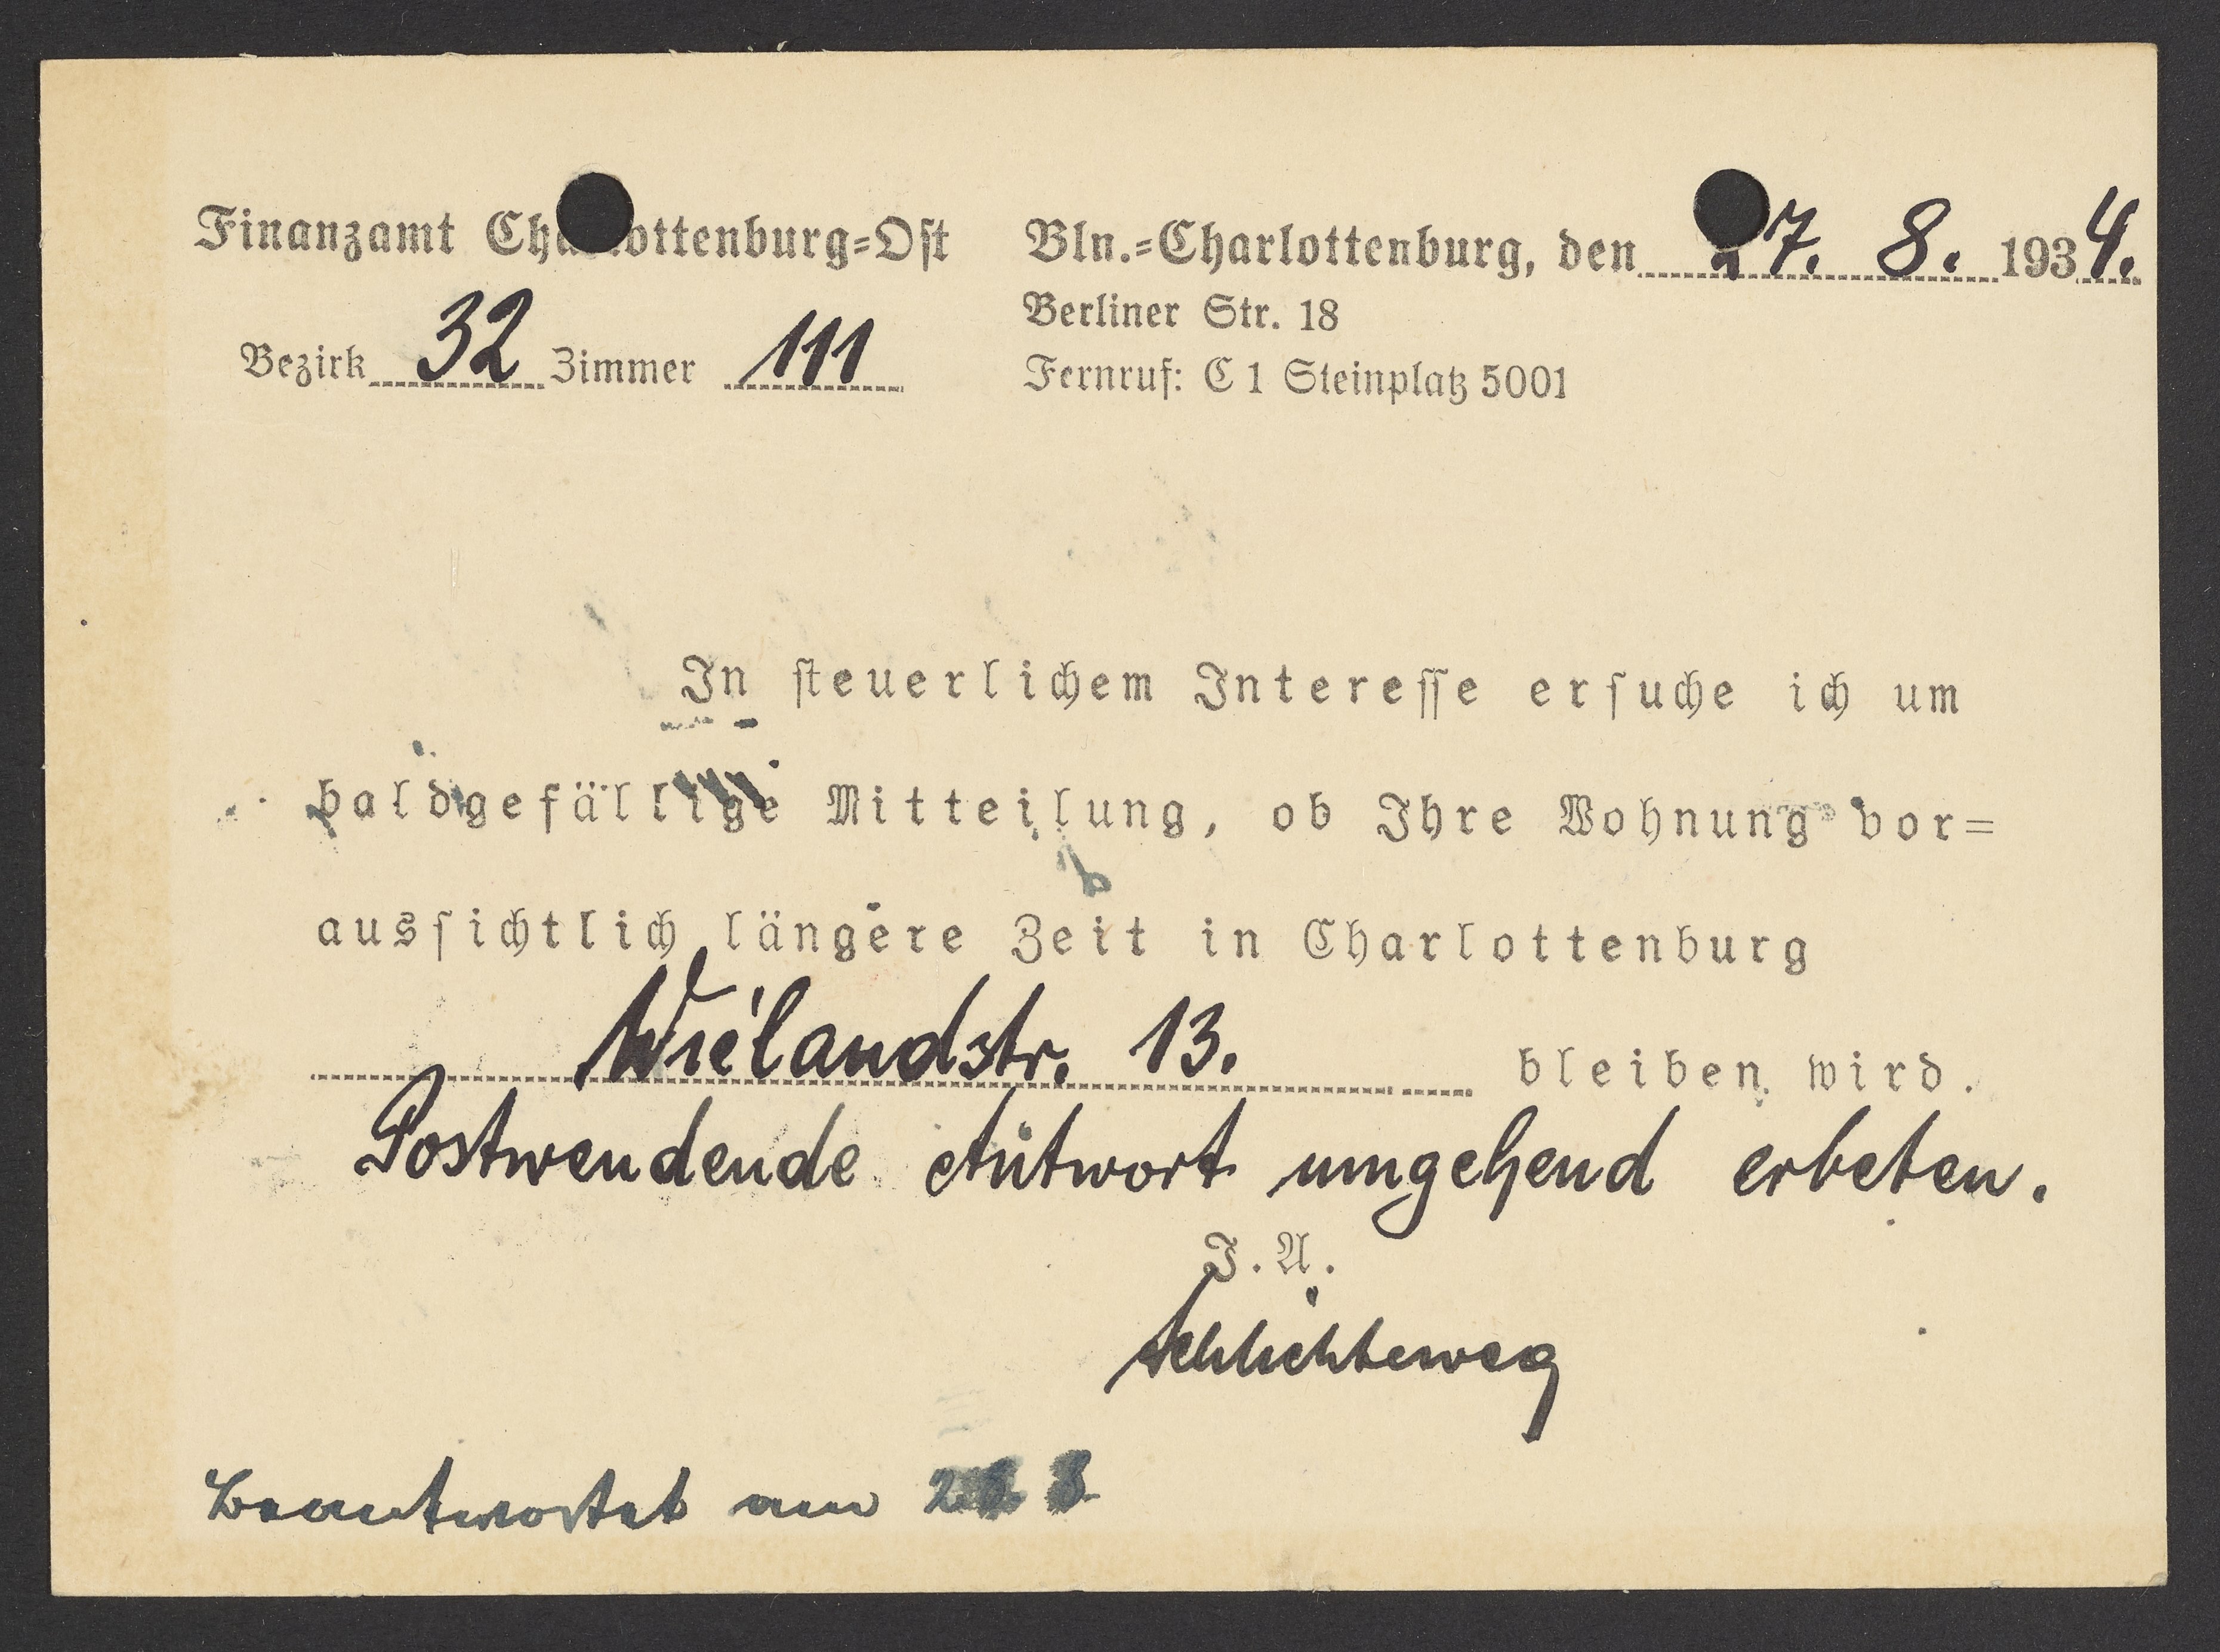 Finanzamt Charlottenburg-Ost
Bezirk 32 Zimmer 111
Bln.-Charlottenburg, den 27. 8. 1934.
Berliner Str. 18
Fernruf: C 1 Steinplatz 5001
In steuerlichem Interesse ersuche ich um
baldgefällige Mitteilung, ob Ihre Wohnung vor=
aussichtlich längere Zeit in Charlottenburg
Wielandstr. 13. bleiben wird.
Postwendende Antwort umgehend erbeten.
I. A.
Schlichteweg
Beantwortet am